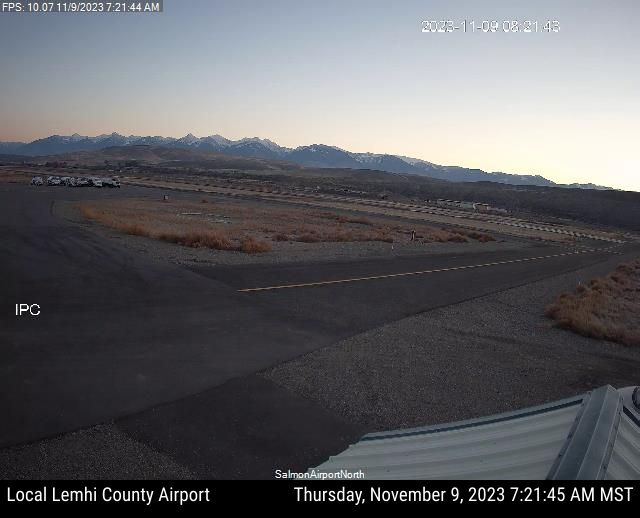 FPS: 10.07 11/9/2023 7:21:44 AM
2023-11-09 08:21:43
IPC
SalmonAirportNorth
Local Lemhi County Airport Thursday, November 9, 2023 7:21:45 AM MST